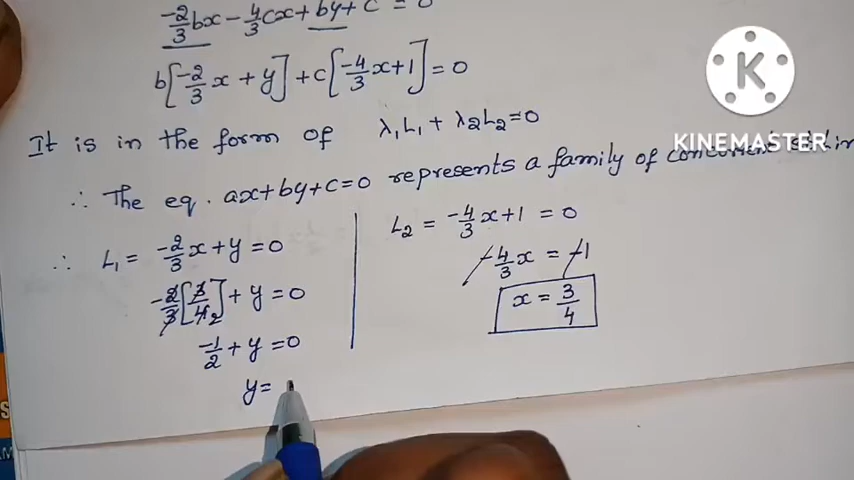 -2/3 bx - 4/3 cx + by + c = 0
b[-2/3 x + y] + c[-4/3 x + 1] = 0
It is in the form of λ₁L₁ + λ₂L₂ = 0
∴ The eq. ax + by + c = 0 represents a family of concurrent
∴ L₁ = -2/3 x + y = 0
-2/3 [3/4 2] + y = 0
-1/2 + y = 0
y =
L₂ = -4/3 x + 1 = 0
-4/3 x = -1
x = 3/4
K
KINEMASTER